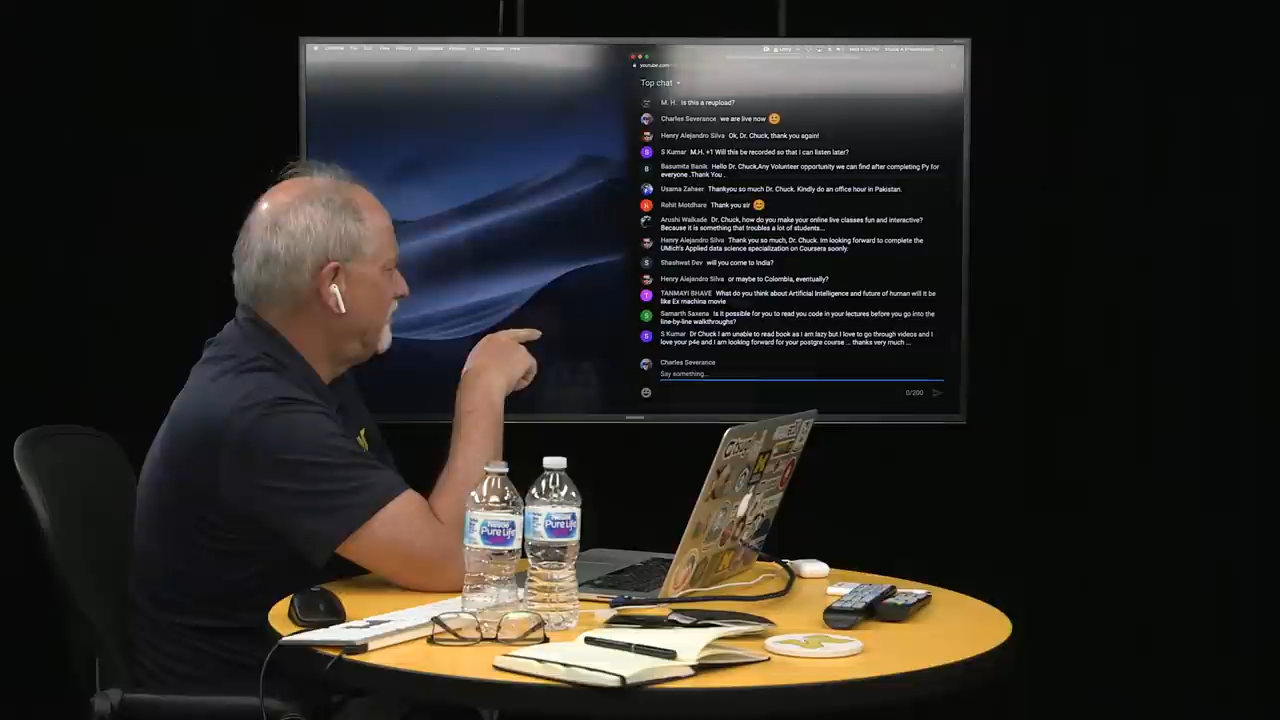 youtube.com
Top chat
M. H. Is this a reupload?
Charles Severance we are live now
Henry Alejandro Silva Ok, Dr. Chuck, thank you again!
S Kumar M.H. +1 Will this be recorded so that I can listen later?
Basumita Banik Hello Dr. Chuck,Any Volunteer opportunity we can find after completing Py for
everyone .Thank You .
Usama Zaheer Thankyou so much Dr. Chuck. Kindly do an office hour in Pakistan.
Rohit Motdhare Thank you sir
Arushi Walkade Dr. Chuck, how do you make your online live classes fun and interactive?
Because it is something that troubles a lot of students...
Henry Alejandro Silva Thank you so much, Dr. Chuck. Im looking forward to complete the
UMich's Applied data science specialization on Coursera soonly.
Shashwat Dev will you come to India?
Henry Alejandro Silva or maybe to Colombia, eventually?
TANMAYI BHAVE What do you think about Artificial Intelligence and future of human will it be
like Ex machina movie
Samarth Saxena Is it possible for you to read you code in your lectures before you go into the
line-by-line walkthroughs?
S Kumar Dr Chuck I am unable to read book as I am lazy but I love to go through videos and I
love your p4e and I am looking forward for your postgre course ... thanks very much ...
Charles Severance
Say something...
0/200
Nestle
Pure Life
Nestle
Pure Life